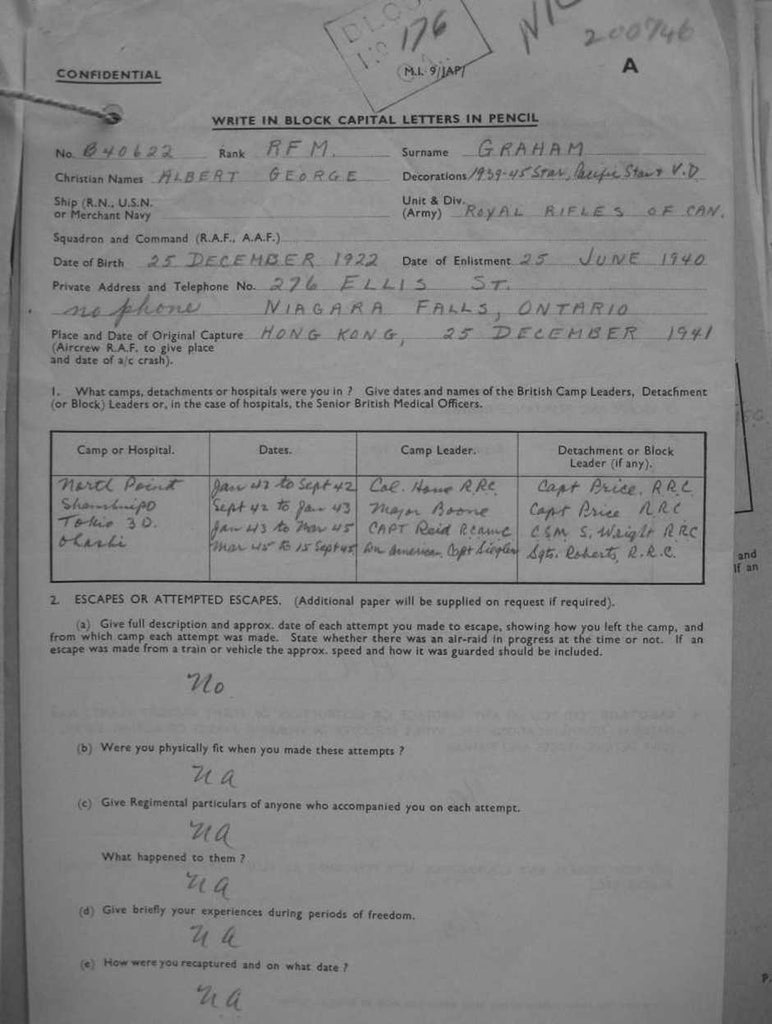 176
200746
CONFIDENTIAL
M.I. 9/JAP/
A
WRITE IN BLOCK CAPITAL LETTERS IN PENCIL
No. B40622 Rank RFM. Surname GRAHAM
Christian Names ALBERT GEORGE Decorations 1939-45 Star, Pacific Star & V.D
Ship (R.N., U.S.N. or Merchant Navy Unit & Div. (Army) ROYAL RIFLES OF CAN.
Squadron and Command (R.A.F., A.A.F.)
Date of Birth 25 DECEMBER 1922 Date of Enlistment 25 JUNE 1940
Private Address and Telephone No. 276 ELLIS ST.
no phone NIAGARA FALLS, ONTARIO
Place and Date of Original Capture HONG KONG, 25 DECEMBER 1941
(Aircrew R.A.F. to give place
and date of a/c crash).
1. What camps, detachments or hospitals were you in ? Give dates and names of the British Camp Leaders, Detachment
(or Block) Leaders or, in the case of hospitals, the Senior British Medical Officers.
Camp or Hospital. Dates. Camp Leader. Detachment or Block Leader (if any).
North Point Jan 42 to Sept 42 Col. Home R.R.C. Capt Price, R.R.C.
Shamshuipo Sept 42 to Jan 43 Major Boone Capt Price R.R.C
Tokio 3D. Jan 43 to Mar 45 CAPT Reid RCAMC CSM S. Wright RRC
Ohashi Mar 45 to 15 Sept 45 An American, Capt Sgts. Roberts, R.R.C.
2. ESCAPES OR ATTEMPTED ESCAPES. (Additional paper will be supplied on request if required).
(a) Give full description and approx. date of each attempt you made to escape, showing how you left the camp, and
from which camp each attempt was made. State whether there was an air-raid in progress at the time or not. If an
escape was made from a train or vehicle the approx. speed and how it was guarded should be included.
No
(b) Were you physically fit when you made these attempts ?
na
(c) Give Regimental particulars of anyone who accompanied you on each attempt.
na
What happened to them ?
na
(d) Give briefly your experiences during periods of freedom.
na
(e) How were you recaptured and on what date ?
na
and
If an